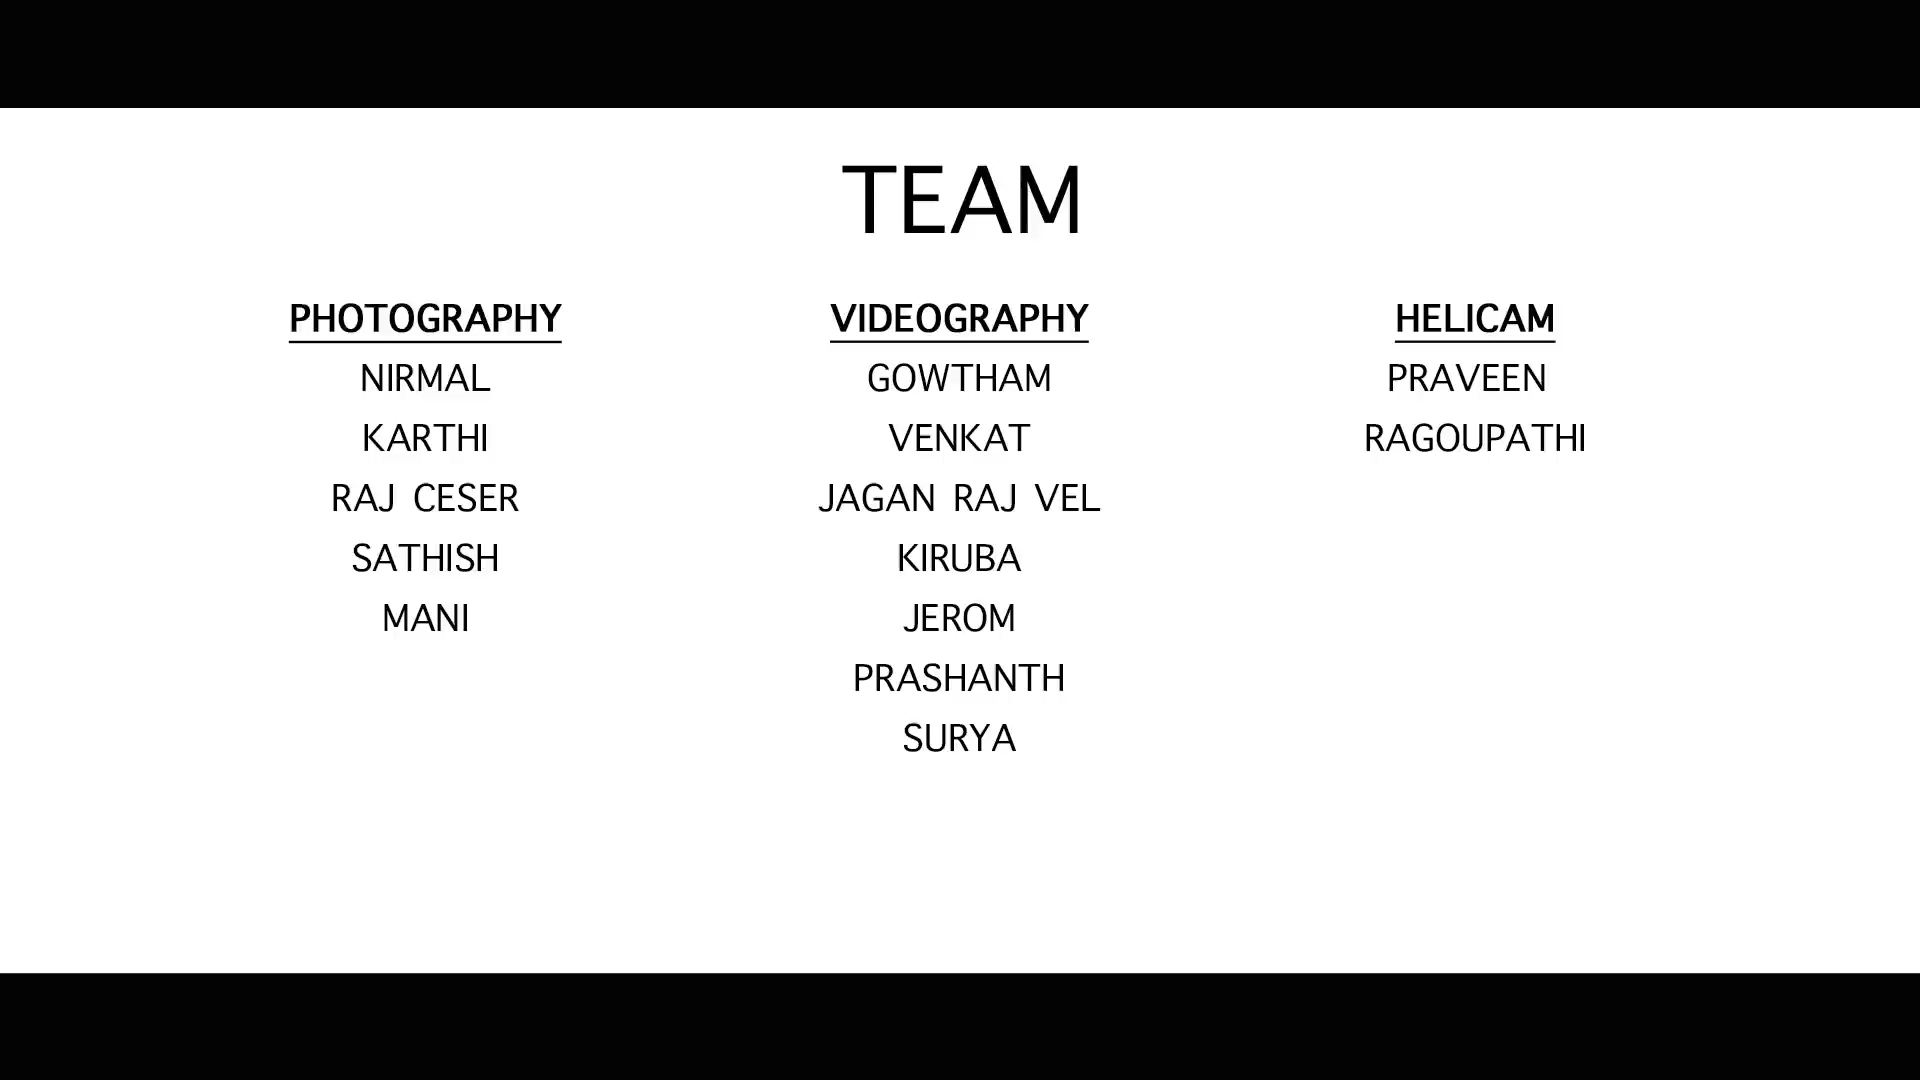 TEAM
PHOTOGRAPHY
NIRMAL
KARTHI
RAJ CESER
SATHISH
MANI
VIDEOGRAPHY
GOWTHAM
VENKAT
JAGAN RAJ VEL
KIRUBA
JEROM
PRASHANTH
SURYA
HELICAM
PRAVEEN
RAGOUPATHI